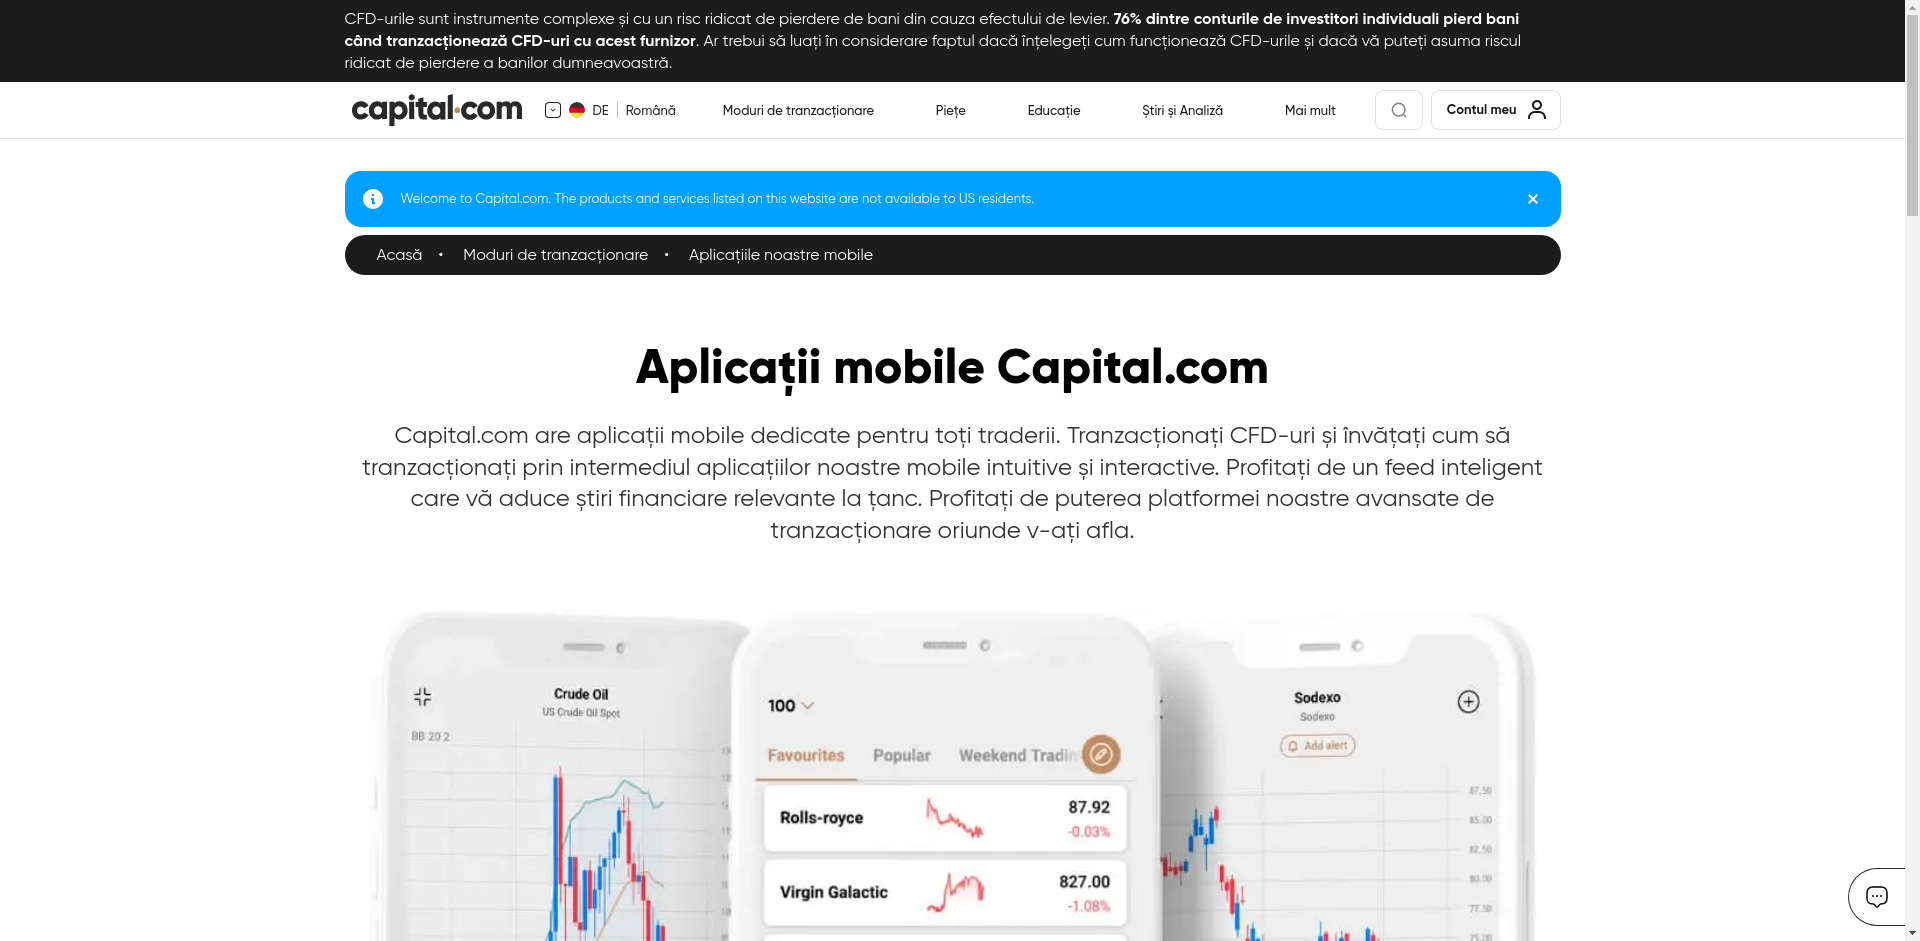 CFD-urile sunt instrumente complexe și cu un risc ridicat de pierdere de bani din cauza efectului de levier. 76% dintre conturile de investitori individuali pierd bani
când tranzacționează CFD-uri cu acest furnizor. Ar trebui să luați în considerare faptul dacă înțelegeți cum funcționează CFD-urile și dacă vă puteți asuma riscul
ridicat de pierdere a banilor dumneavoastră.
capital.com DE Română Moduri de tranzacționare Piețe Educație Știri și Analiză Mai mult Contul meu
Welcome to Capital.com. The products and services listed on this website are not available to US residents.
Acasă • Moduri de tranzacționare • Aplicațiile noastre mobile
Aplicații mobile Capital.com
Capital.com are aplicații mobile dedicate pentru toți traderii. Tranzacționați CFD-uri și învățați cum să
tranzacționați prin intermediul aplicațiilor noastre mobile intuitive și interactive. Profitați de un feed inteligent
care vă aduce știri financiare relevante la țanc. Profitați de puterea platformei noastre avansate de
tranzacționare oriunde v-ați afla.
Crude Oil
US Crude Oil Spot
BB 20 2
100
Favourites Popular Weekend Tradin
Rolls-royce 87.92
-0.03%
Virgin Galactic 827.00
-1.08%
Sodexo
Sodexo
Add alert
87.50
85.00
82.50
80.00
77.50
75.00